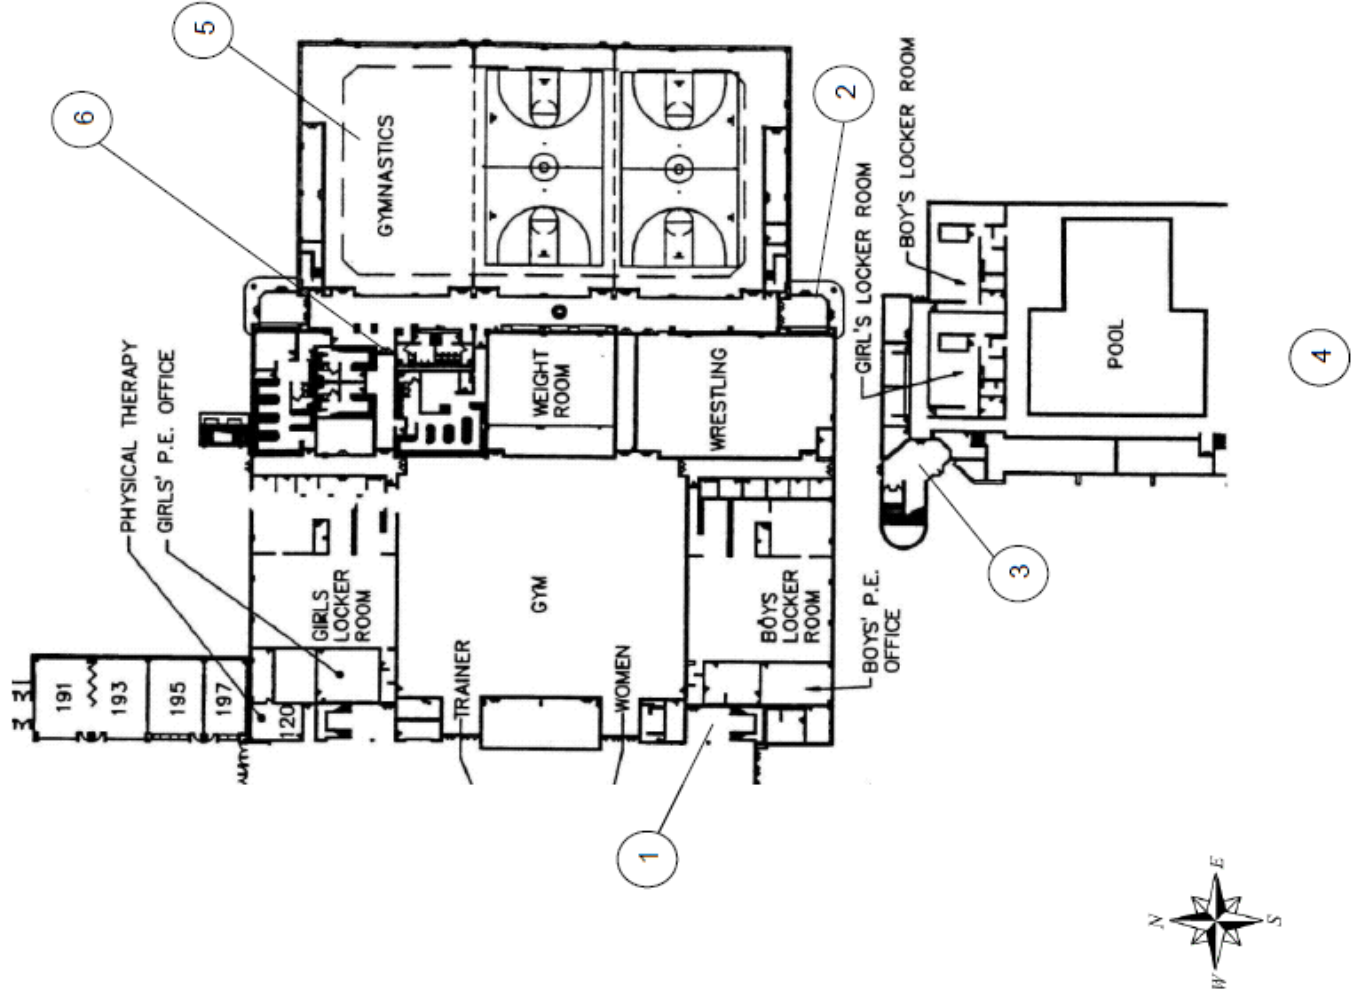 5
6
2
BOY'S LOCKER ROOM
GIRL'S LOCKER ROOM
GYMNASTICS
PHYSICAL THERAPY
GIRLS' P.E. OFFICE
WEIGHT
ROOM
WRESTLING
POOL
4
3
GIRLS
LOCKER
ROOM
GYM
BOYS
LOCKER
ROOM
BOYS' P.E.
OFFICE
191
193
195
197
120
TRAINER
WOMEN
1
N
E
S
W